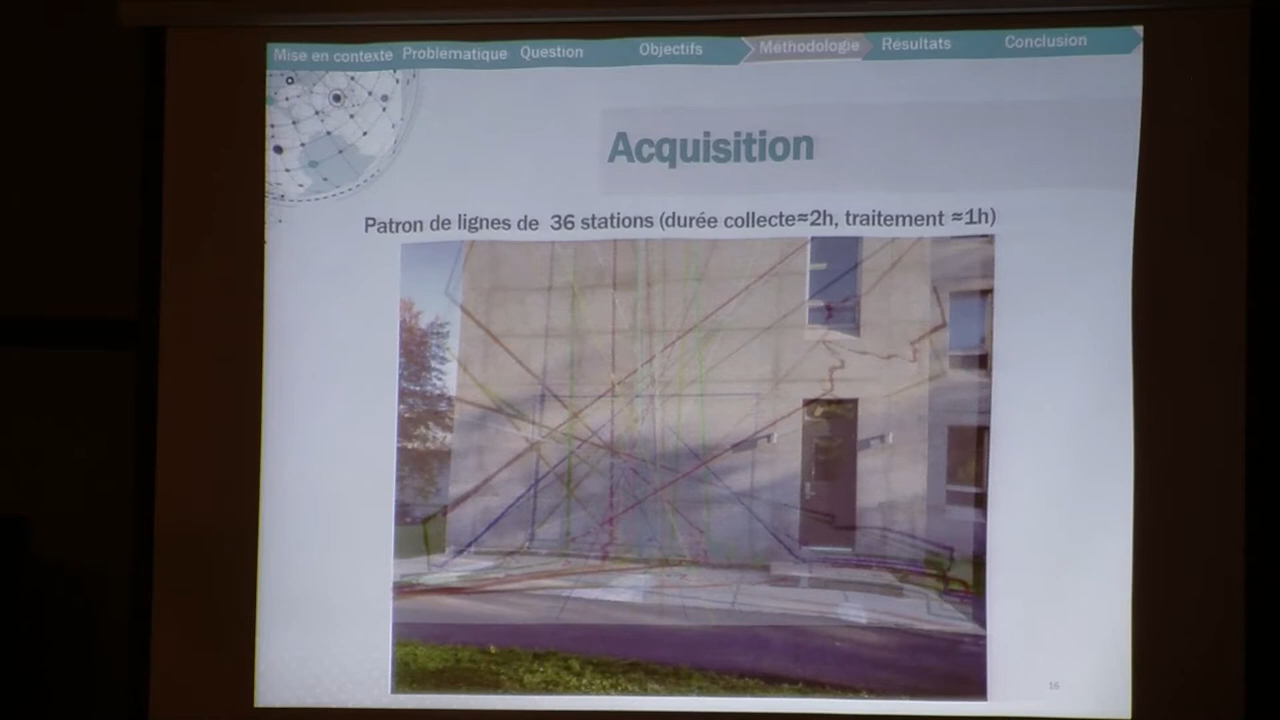 Mise en contexte Problematique Question Objectifs Méthodologie Résultats Conclusion
Acquisition
Patron de lignes de 36 stations (durée collecte≈2h, traitement ≈1h)
16